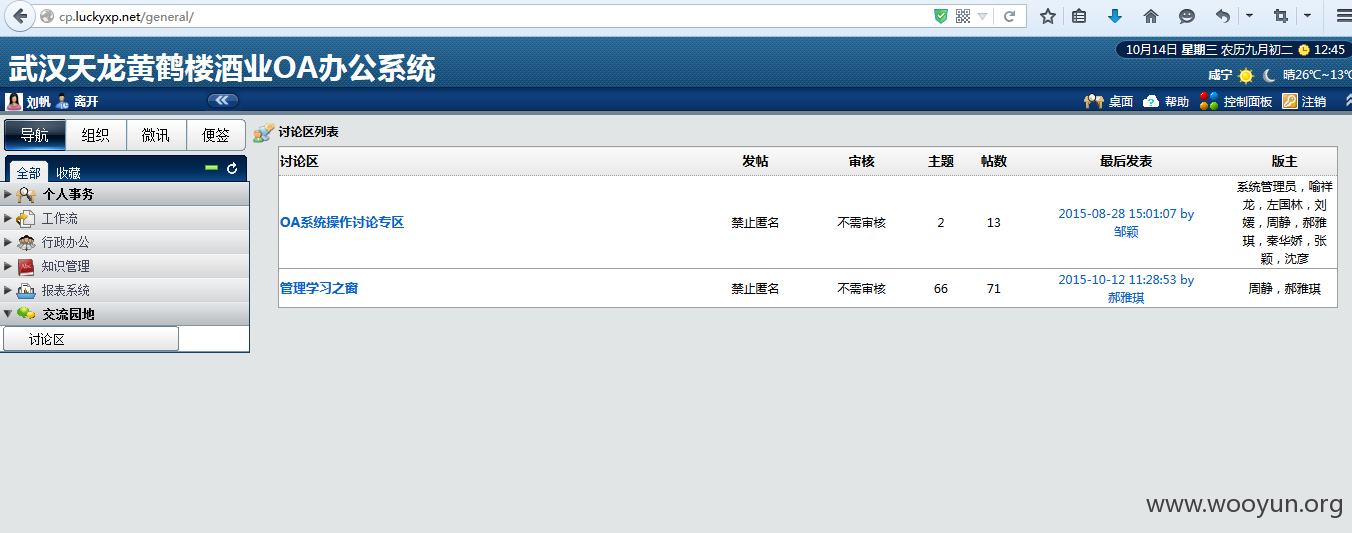 cp.luckyxp.net/general/
10月14日 星期三 农历九月初二 12:45
武汉天龙黄鹤楼酒业OA办公系统
咸宁 晴26℃~13℃
刘帆 离开
桌面 帮助 控制面板 注销
导航 组织 微讯 便签
讨论区列表
全部 收藏
讨论区 发帖 审核 主题 帖数 最后发表 版主
个人事务
工作流
行政办公
知识管理
报表系统
交流园地
讨论区
OA系统操作讨论专区 禁止匿名 不需审核 2 13
2015-08-28 15:01:07 by
邹颖
系统管理员，喻祥
龙，左国林，刘
媛，周静，郝雅
琪，秦华娇，张
颖，沈彦
管理学习之窗 禁止匿名 不需审核 66 71
2015-10-12 11:28:53 by
郝雅琪
周静，郝雅琪
www.wooyun.org